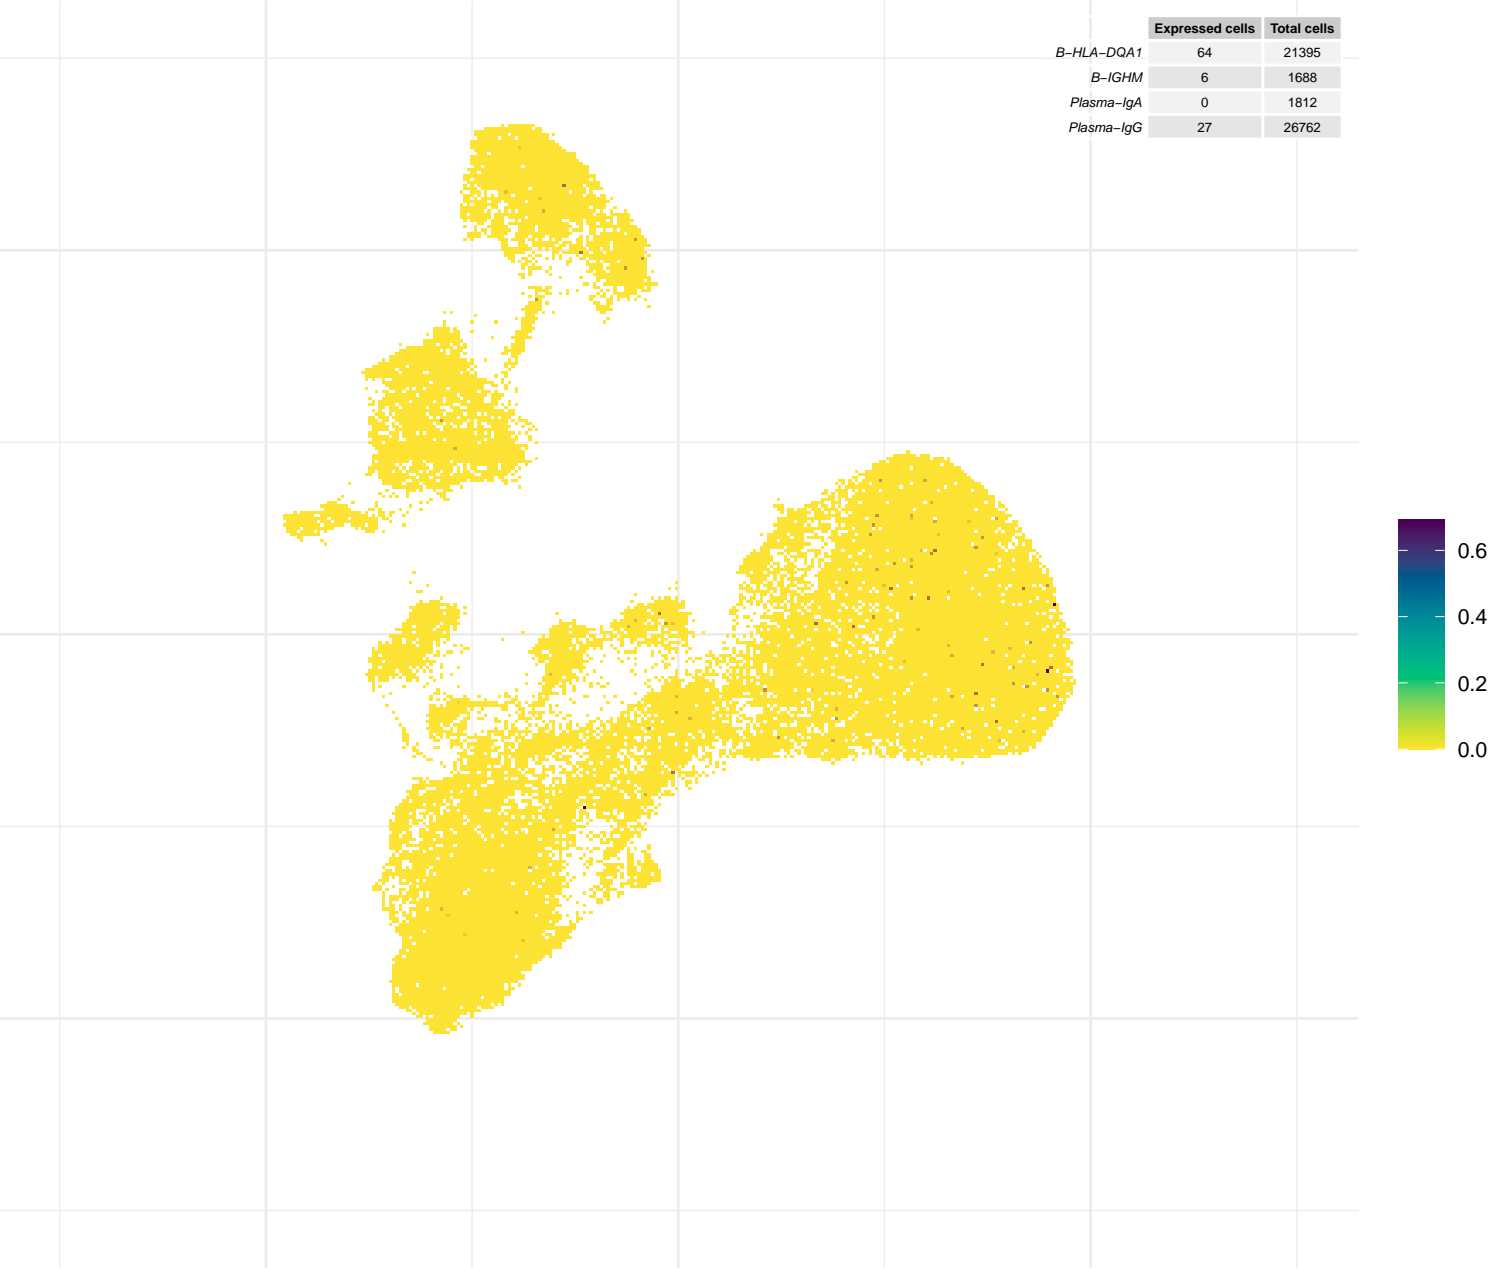 Expressed cells Total cells
B−HLA−DQA1 64 21395
B−IGHM 6 1688
Plasma−IgA 0 1812
Plasma−IgG 27 26762
0.6
0.4
0.2
0.0